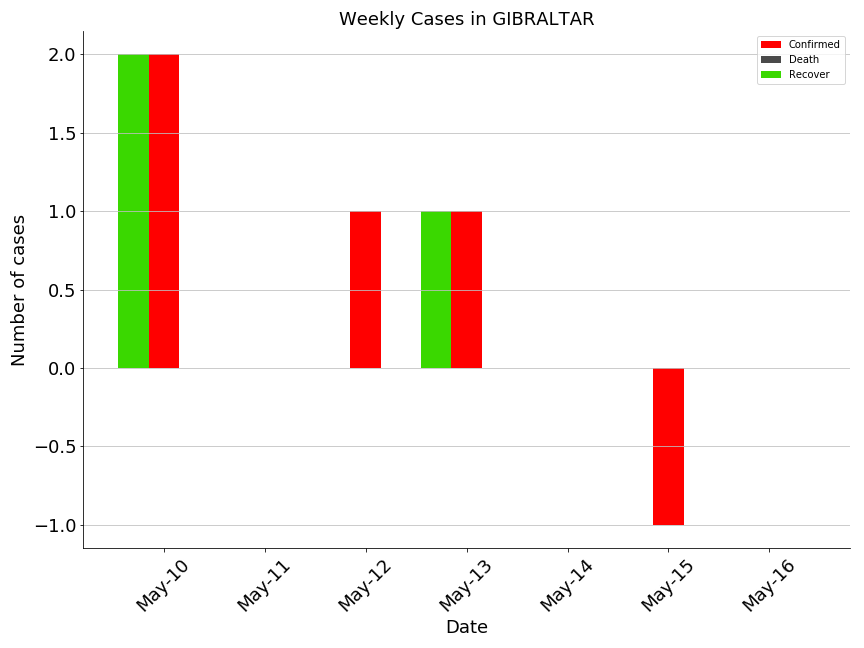 Weekly Cases in GIBRALTAR
Confirmed
Death
Recover
Number of cases
2.0
1.5
1.0
0.5
0.0
−0.5
−1.0
May-10
May-11
May-12
May-13
May-14
May-15
May-16
Date